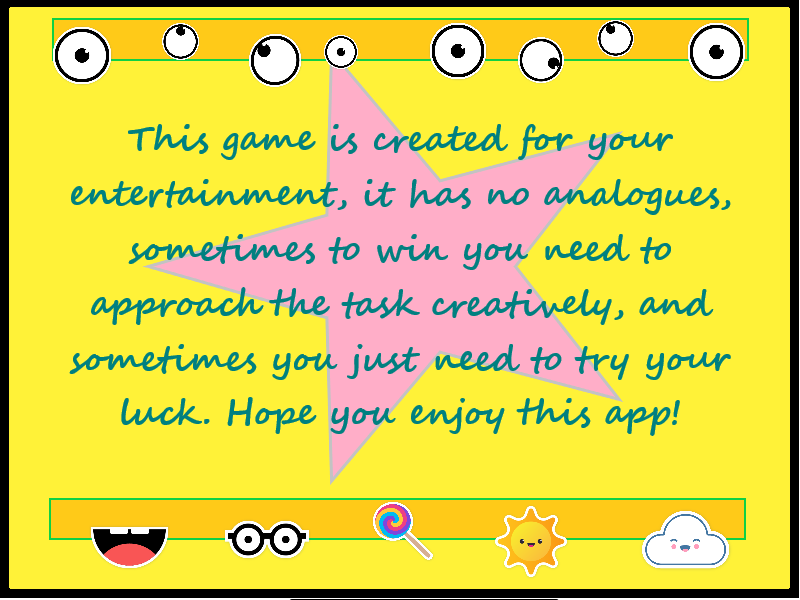 This game is created for your
entertainment, it has no analogues,
sometimes to win you need to
approach the task creatively, and
sometimes you just need to try your
luck. Hope you enjoy this app!